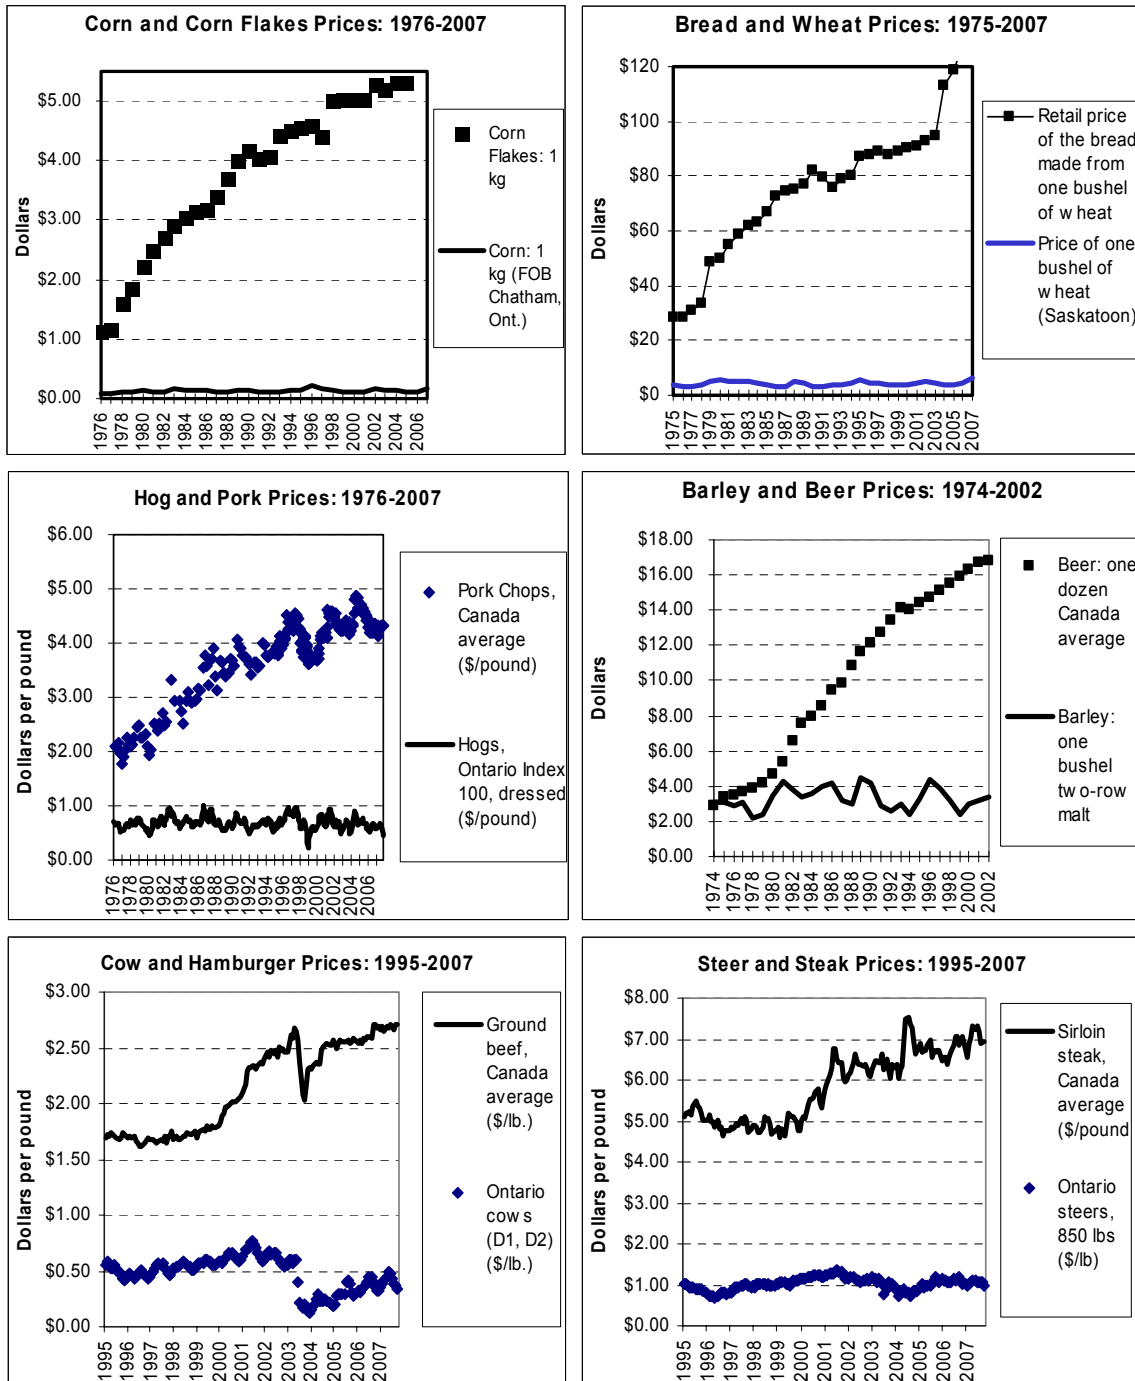 Corn and Corn Flakes Prices: 1976-2007
Dollars
$5.00
$4.00
$3.00
$2.00
$1.00
$0.00
1976
1978
1980
1982
1984
1986
1988
1990
1992
1994
1996
1998
2000
2002
2004
2006
Corn
Flakes: 1
kg
Corn: 1
kg (FOB
Chatham,
Ont.)
Bread and Wheat Prices: 1975-2007
Dollars
$120
$100
$80
$60
$40
$20
$0
1975
1977
1979
1981
1983
1985
1987
1989
1991
1993
1995
1997
1999
2001
2003
2005
2007
Retail price
of the bread
made from
one bushel
of wheat
Price of one
bushel of
wheat
(Saskatoon)
Hog and Pork Prices: 1976-2007
Dollars per pound
$6.00
$5.00
$4.00
$3.00
$2.00
$1.00
$0.00
1976
1978
1980
1982
1984
1986
1988
1990
1992
1994
1996
1998
2000
2002
2004
2006
Pork Chops,
Canada
average
($/pound)
Hogs,
Ontario Index
100, dressed
($/pound)
Barley and Beer Prices: 1974-2002
Dollars
$18.00
$16.00
$14.00
$12.00
$10.00
$8.00
$6.00
$4.00
$2.00
$0.00
1974
1976
1978
1980
1982
1984
1986
1988
1990
1992
1994
1996
1998
2000
2002
Beer: one
dozen
Canada
average
Barley:
one
bushel
two-row
malt
Cow and Hamburger Prices: 1995-2007
Dollars per pound
$3.00
$2.50
$2.00
$1.50
$1.00
$0.50
$0.00
1995
1996
1997
1998
1999
2000
2001
2002
2003
2004
2005
2006
2007
Ground
beef,
Canada
average
($/lb.)
Ontario
cows
(D1, D2)
($/lb.)
Steer and Steak Prices: 1995-2007
Dollars per pound
$8.00
$7.00
$6.00
$5.00
$4.00
$3.00
$2.00
$1.00
$0.00
1995
1996
1997
1998
1999
2000
2001
2002
2003
2004
2005
2006
2007
Sirloin
steak,
Canada
average
($/pound
Ontario
steers,
850 lbs
($/lb)